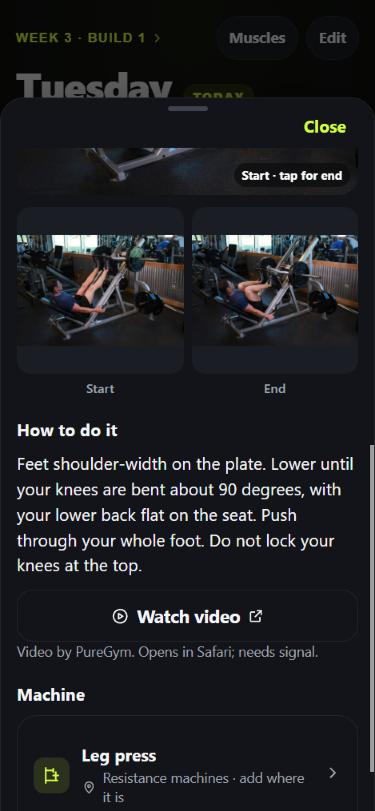 WEEK 3 · BUILD 1 >
Muscles
Edit
Tuesday
TODAY
Close
Start · tap for end
Start
End
How to do it
Feet shoulder-width on the plate. Lower until
your knees are bent about 90 degrees, with
your lower back flat on the seat. Push
through your whole foot. Do not lock your
knees at the top.
Watch video
Video by PureGym. Opens in Safari; needs signal.
Machine
Leg press
Resistance machines · add where
it is